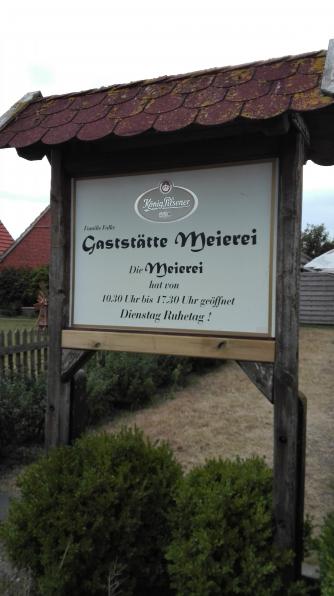 König Pilsener
Familie Falke
Gaststätte Meierei
Die Meierei
hat von
10.30 Uhr bis 17.30 Uhr geöffnet
Dienstag Ruhetag !